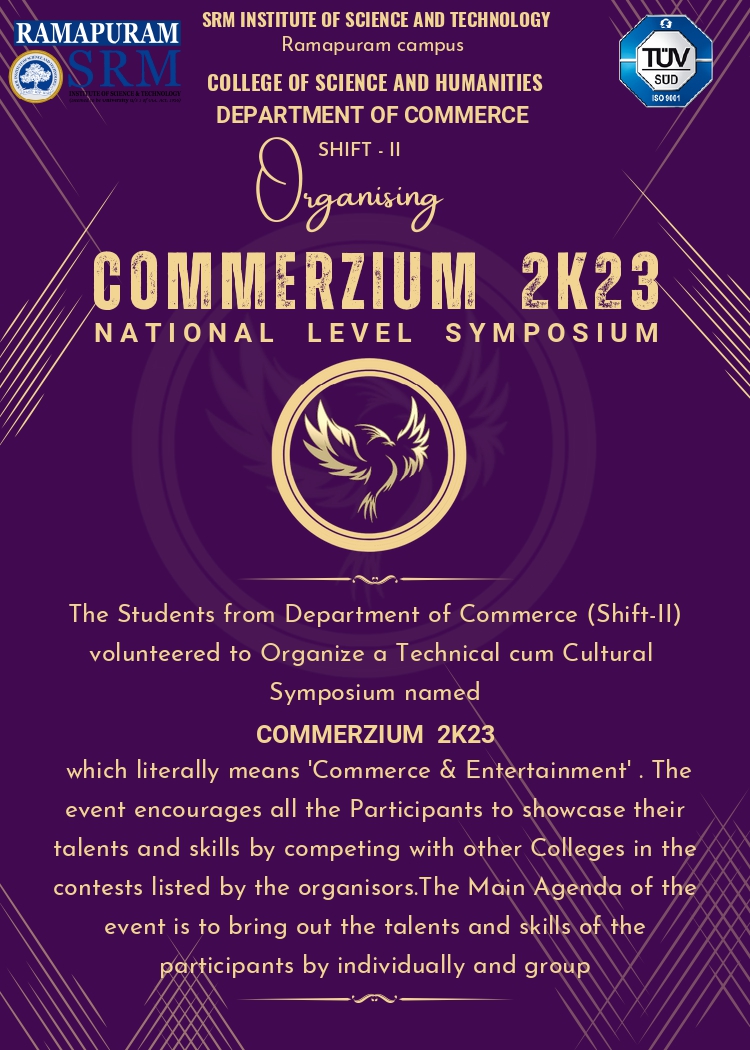 SRM INSTITUTE OF SCIENCE AND TECHNOLOGY
Ramapuram campus
RAMAPURAM
SRM
INSTITUTE OF SCIENCE & TECHNOLOGY
TÜV
SÜD
ISO 9001
COLLEGE OF SCIENCE AND HUMANITIES
DEPARTMENT OF COMMERCE
SHIFT - II
Organising
COMMERZIUM 2K23
NATIONAL LEVEL SYMPOSIUM
The Students from Department of Commerce (Shift-II)
volunteered to Organize a Technical cum Cultural
Symposium named
COMMERZIUM 2K23
which literally means 'Commerce & Entertainment' . The
event encourages all the Participants to showcase their
talents and skills by competing with other Colleges in the
contests listed by the organisors.The Main Agenda of the
event is to bring out the talents and skills of the
participants by individually and group